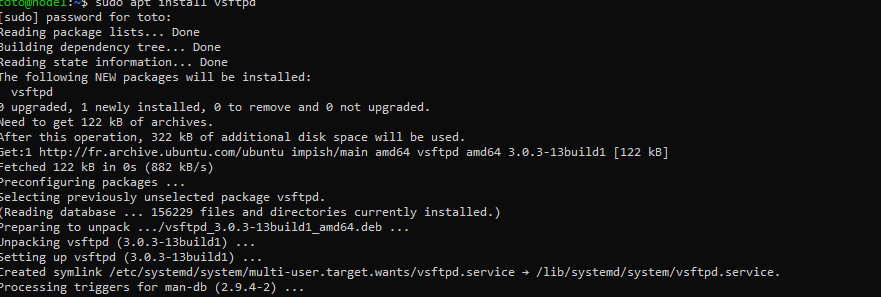 toto@node1:~$ sudo apt install vsftpd
[sudo] password for toto:
Reading package lists... Done
Building dependency tree... Done
Reading state information... Done
The following NEW packages will be installed:
  vsftpd
0 upgraded, 1 newly installed, 0 to remove and 0 not upgraded.
Need to get 122 kB of archives.
After this operation, 322 kB of additional disk space will be used.
Get:1 http://fr.archive.ubuntu.com/ubuntu impish/main amd64 vsftpd amd64 3.0.3-13build1 [122 kB]
Fetched 122 kB in 0s (882 kB/s)
Preconfiguring packages ...
Selecting previously unselected package vsftpd.
(Reading database ... 156229 files and directories currently installed.)
Preparing to unpack .../vsftpd_3.0.3-13build1_amd64.deb ...
Unpacking vsftpd (3.0.3-13build1) ...
Setting up vsftpd (3.0.3-13build1) ...
Created symlink /etc/systemd/system/multi-user.target.wants/vsftpd.service → /lib/systemd/system/vsftpd.service.
Processing triggers for man-db (2.9.4-2) ...